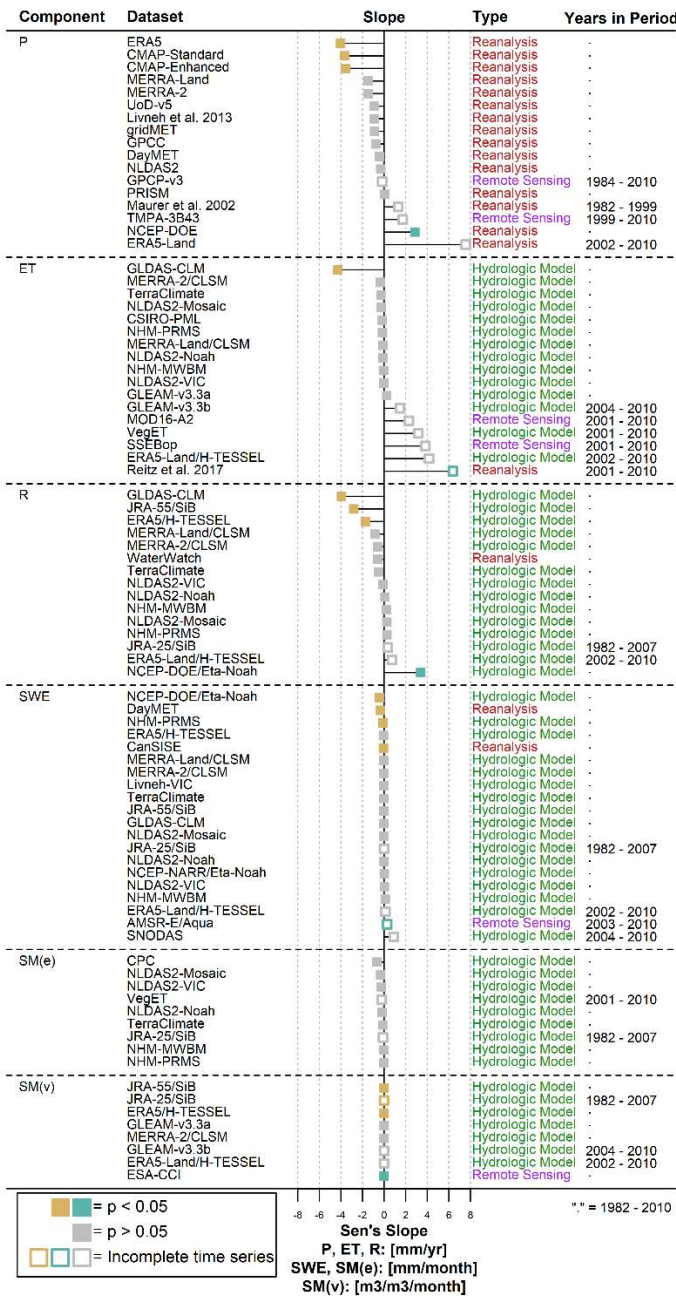 Component Dataset Slope Type Years in Period
P ERA5 Reanalysis .
CMAP-Standard Reanalysis .
CMAP-Enhanced Reanalysis .
MERRA-Land Reanalysis .
MERRA-2 Reanalysis .
UoD-v5 Reanalysis .
Livneh et al. 2013 Reanalysis .
gridMET Reanalysis .
GPCC Reanalysis .
DayMET Reanalysis .
NLDAS2 Reanalysis .
GPCP-v3 Remote Sensing 1984 - 2010
PRISM Reanalysis .
Maurer et al. 2002 Reanalysis 1982 - 1999
TMPA-3B43 Remote Sensing 1999 - 2010
NCEP-DOE Reanalysis .
ERA5-Land Reanalysis 2002 - 2010
ET GLDAS-CLM Hydrologic Model .
MERRA-2/CLSM Hydrologic Model .
TerraClimate Hydrologic Model .
NLDAS2-Mosaic Hydrologic Model .
CSIRO-PML Hydrologic Model .
NHM-PRMS Hydrologic Model .
MERRA-Land/CLSM Hydrologic Model .
NLDAS2-Noah Hydrologic Model .
NHM-MWBM Hydrologic Model .
NLDAS2-VIC Hydrologic Model .
GLEAM-v3.3a Hydrologic Model .
GLEAM-v3.3b Hydrologic Model 2004 - 2010
MOD16-A2 Remote Sensing 2001 - 2010
VegET Hydrologic Model 2001 - 2010
SSEBop Remote Sensing 2001 - 2010
ERA5-Land/H-TESSEL Hydrologic Model 2002 - 2010
Reitz et al. 2017 Reanalysis 2001 - 2010
R GLDAS-CLM Hydrologic Model .
JRA-55/SiB Hydrologic Model .
ERA5/H-TESSEL Hydrologic Model .
MERRA-Land/CLSM Hydrologic Model .
MERRA-2/CLSM Hydrologic Model .
WaterWatch Reanalysis .
TerraClimate Hydrologic Model .
NLDAS2-VIC Hydrologic Model .
NLDAS2-Noah Hydrologic Model .
NHM-MWBM Hydrologic Model .
NLDAS2-Mosaic Hydrologic Model .
NHM-PRMS Hydrologic Model .
JRA-25/SiB Hydrologic Model 1982 - 2007
ERA5-Land/H-TESSEL Hydrologic Model 2002 - 2010
NCEP-DOE/Eta-Noah Hydrologic Model .
SWE NCEP-DOE/Eta-Noah Hydrologic Model .
DayMET Reanalysis .
NHM-PRMS Hydrologic Model .
ERA5/H-TESSEL Hydrologic Model .
CanSISE Reanalysis .
MERRA-Land/CLSM Hydrologic Model .
MERRA-2/CLSM Hydrologic Model .
Livneh-VIC Hydrologic Model .
TerraClimate Hydrologic Model .
JRA-55/SiB Hydrologic Model .
GLDAS-CLM Hydrologic Model .
NLDAS2-Mosaic Hydrologic Model .
JRA-25/SiB Hydrologic Model 1982 - 2007
NLDAS2-Noah Hydrologic Model .
NCEP-NARR/Eta-Noah Hydrologic Model .
NLDAS2-VIC Hydrologic Model .
NHM-MWBM Hydrologic Model .
ERA5-Land/H-TESSEL Hydrologic Model 2002 - 2010
AMSR-E/Aqua Remote Sensing 2003 - 2010
SNODAS Hydrologic Model 2004 - 2010
SM(e) CPC Hydrologic Model .
NLDAS2-Mosaic Hydrologic Model .
NLDAS2-VIC Hydrologic Model .
VegET Hydrologic Model 2001 - 2010
NLDAS2-Noah Hydrologic Model .
TerraClimate Hydrologic Model .
JRA-25/SiB Hydrologic Model 1982 - 2007
NHM-MWBM Hydrologic Model .
NHM-PRMS Hydrologic Model .
SM(v) JRA-55/SiB Hydrologic Model .
JRA-25/SiB Hydrologic Model 1982 - 2007
ERA5/H-TESSEL Hydrologic Model .
GLEAM-v3.3a Hydrologic Model .
MERRA-2/CLSM Hydrologic Model .
GLEAM-v3.3b Hydrologic Model 2004 - 2010
ERA5-Land/H-TESSEL Hydrologic Model 2002 - 2010
ESA-CCI Remote Sensing .
= p < 0.05
= p > 0.05
= Incomplete time series
-8 -6 -4 -2 0 2 4 6 8
"." = 1982 - 2010
Sen's Slope
P, ET, R: [mm/yr]
SWE, SM(e): [mm/month]
SM(v): [m3/m3/month]